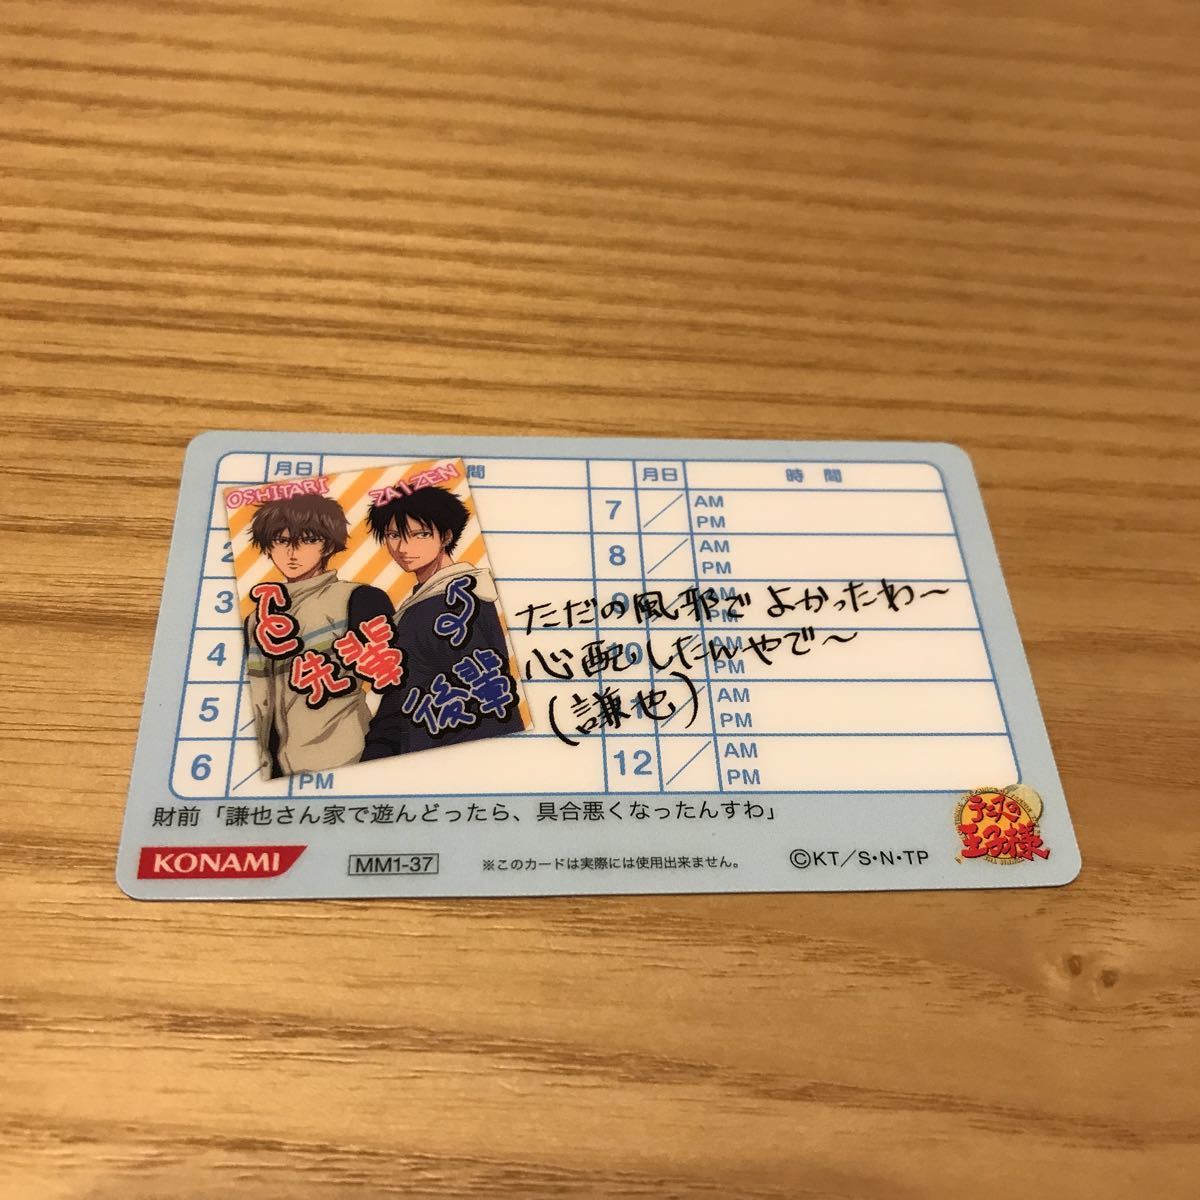 月日 間 月日 時間
OSHITARI ZAIZEN
先輩
後輩
2
3
4
5
6 PM
7 AM PM
8 AM PM
9 AM PM
10 AM PM
AM PM
12 AM PM
ただの風邪でよかったわ〜
心配したんやで〜
(謙也)
財前「謙也さん家で遊んどったら、具合悪くなったんすわ」
KONAMI MM1-37 ※このカードは実際には使用出来ません。 ©KT/S・N・TP
テニスの王子様